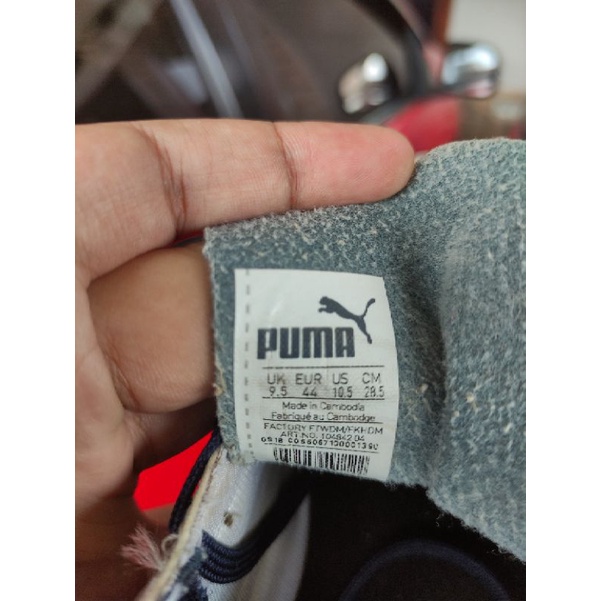 PUMA
UK EUR US CM
9.5 44 10.5 28.5
Made in Cambodia
Fabriqué au Cambodge
FACTORY FTWDM/FKHDM
ART.NO. 104842 04